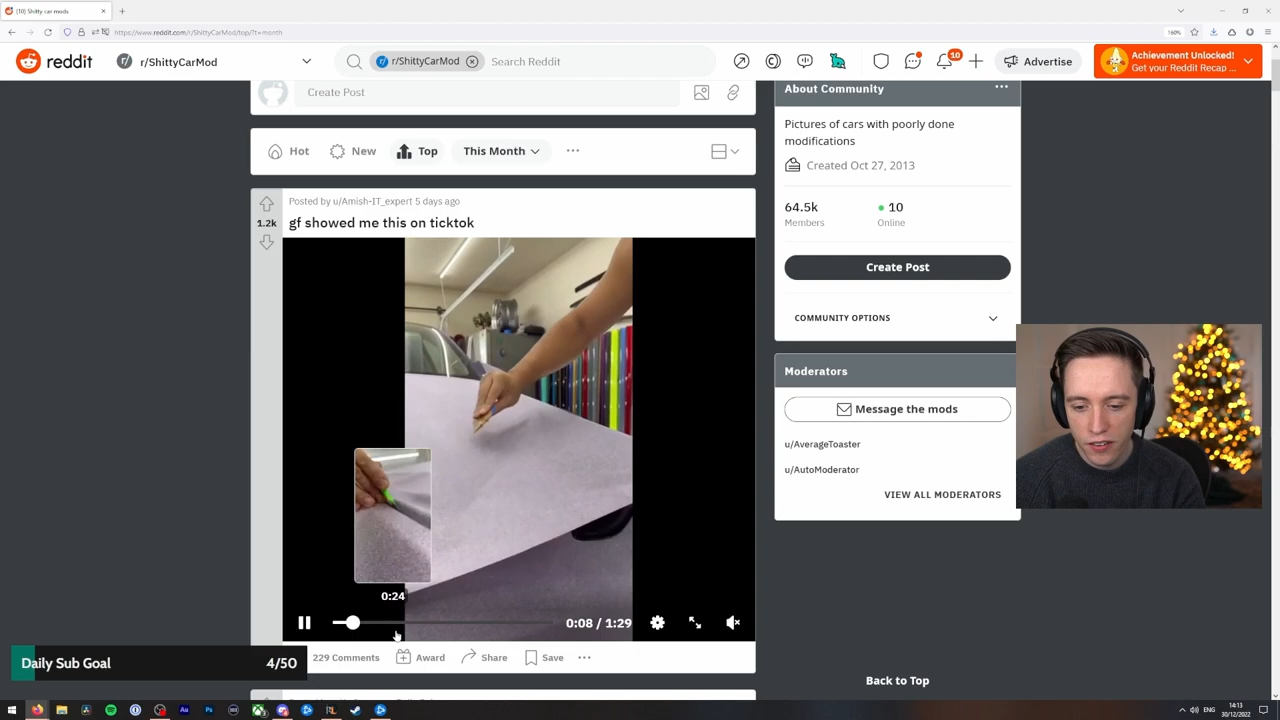 (10) Shitty car mods
https://www.reddit.com/r/ShittyCarMod/top/?t=month
160%
reddit
r/ShittyCarMod
r/ShittyCarMod
Search Reddit
10
Advertise
Achievement Unlocked!
Get your Reddit Recap ...
Create Post
Hot
New
Top
This Month
Posted by u/Amish-IT_expert 5 days ago
1.2k
gf showed me this on ticktok
0:24
0:08 / 1:29
229 Comments
Award
Share
Save
About Community
Pictures of cars with poorly done
modifications
Created Oct 27, 2013
64.5k
Members
10
Online
Create Post
COMMUNITY OPTIONS
Moderators
Message the mods
u/AverageToaster
u/AutoModerator
VIEW ALL MODERATORS
Back to Top
Daily Sub Goal
4/50
ENG
14:13
30/12/2022